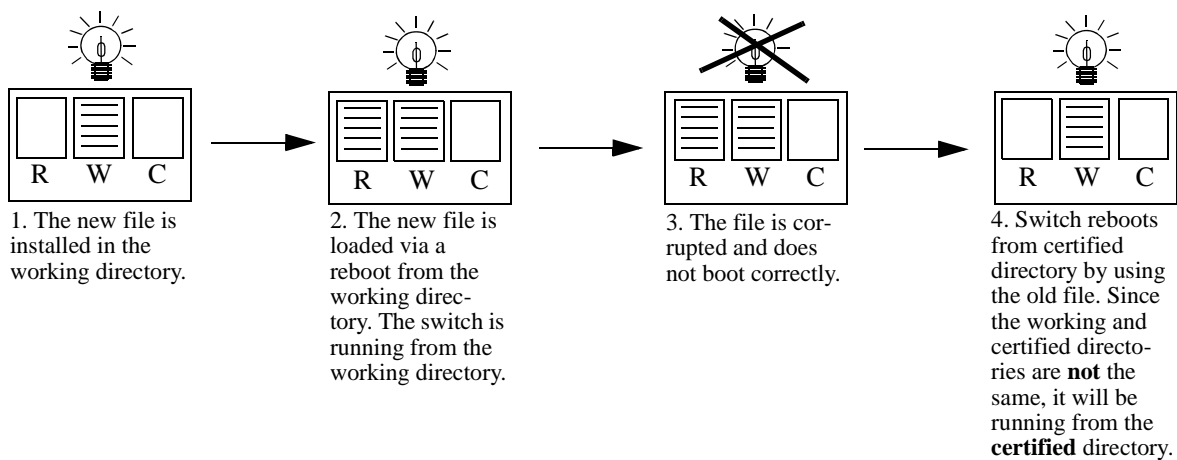 R W C
R W C
R W C
R W C
1. The new file is
installed in the
working directory.
2. The new file is
loaded via a
reboot from the
working direc-
tory. The switch is
running from the
working directory.
3. The file is cor-
rupted and does
not boot correctly.
4. Switch reboots
from certified
directory by using
the old file. Since
the working and
certified directo-
ries are not the
same, it will be
running from the
certified directory.